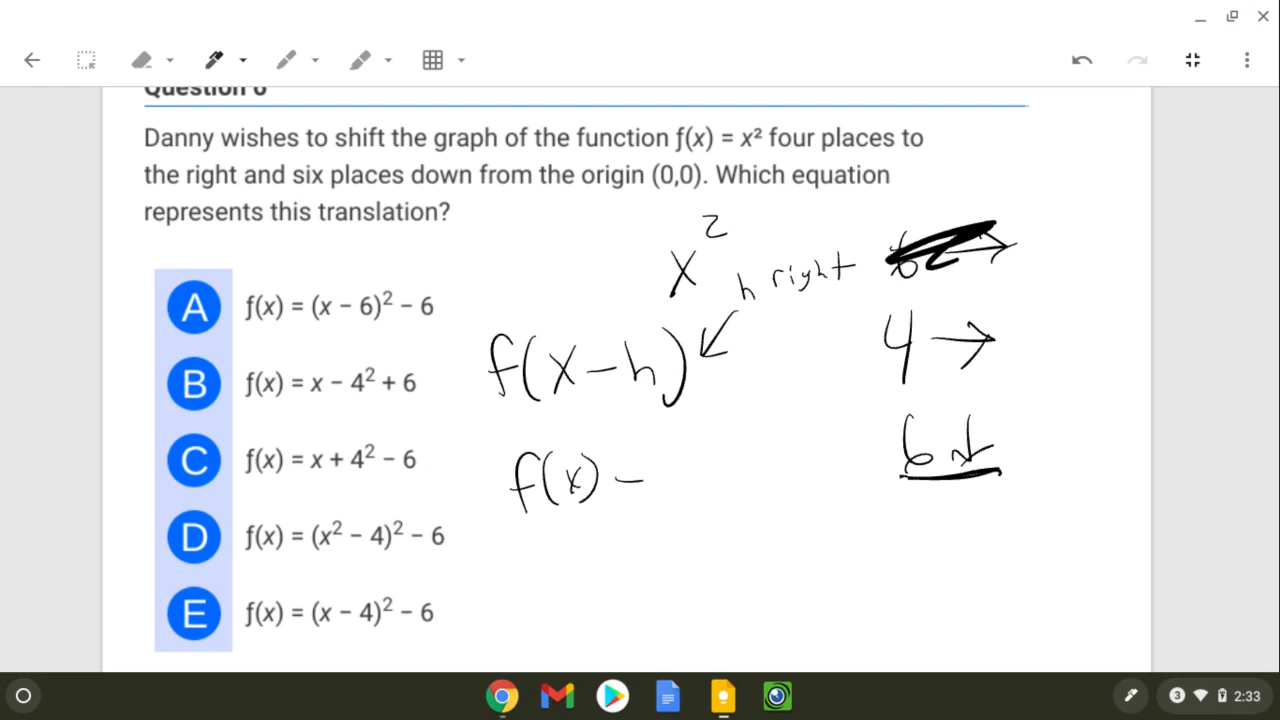 Question 6
Danny wishes to shift the graph of the function ƒ(x) = x² four places to
the right and six places down from the origin (0,0). Which equation
represents this translation?
x²
h right
4 →
f(x-h)
6 ↓
f(x) -
A ƒ(x) = (x − 6)² − 6
B ƒ(x) = x − 4² + 6
C ƒ(x) = x + 4² − 6
D ƒ(x) = (x² − 4)² − 6
E ƒ(x) = (x − 4)² − 6
3 2:33